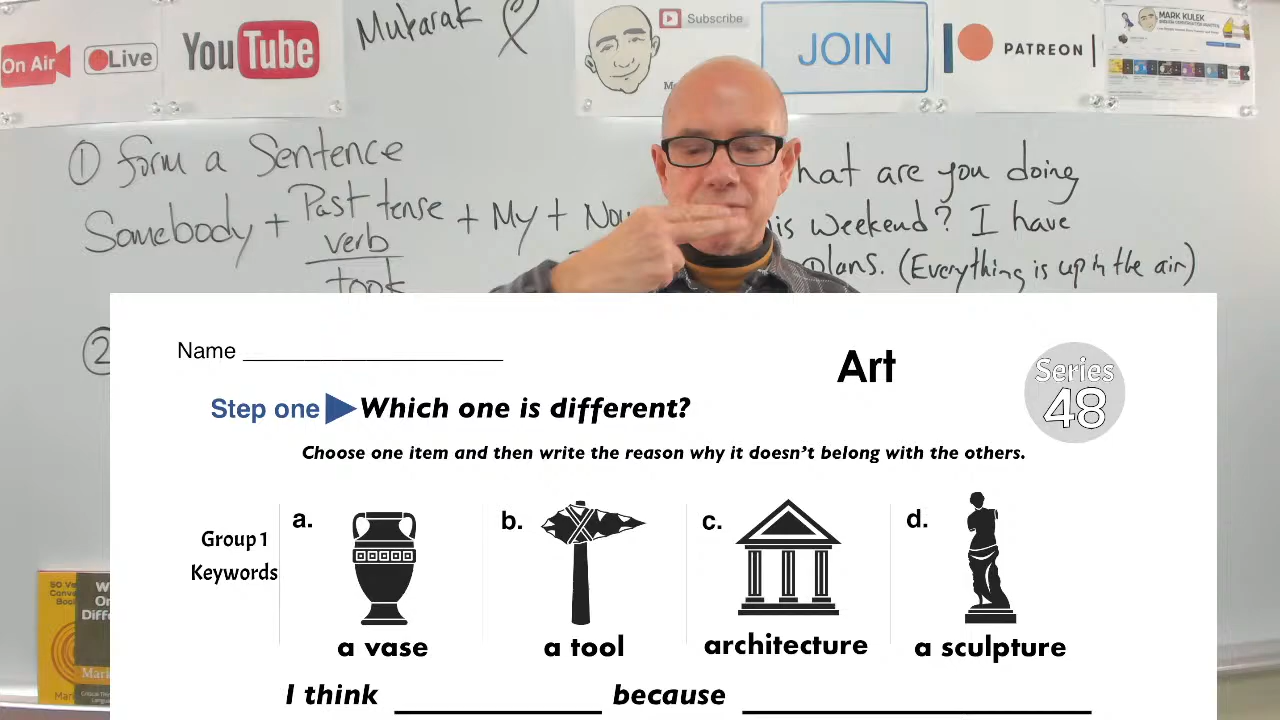 On Air
Live
YouTube
Mubarak
Subscribe
JOIN
PATREON
MARK KULEK
① form a Sentence
Somebody + Past tense + My +
verb
took
hat are you doing
is weekend? I have
plans. (Everything is up in the air)
②
Name
Art
Series
48
Step one Which one is different?
Choose one item and then write the reason why it doesn't belong with the others.
Group 1
Keywords
a. b. c. d.
a vase a tool architecture a sculpture
I think because